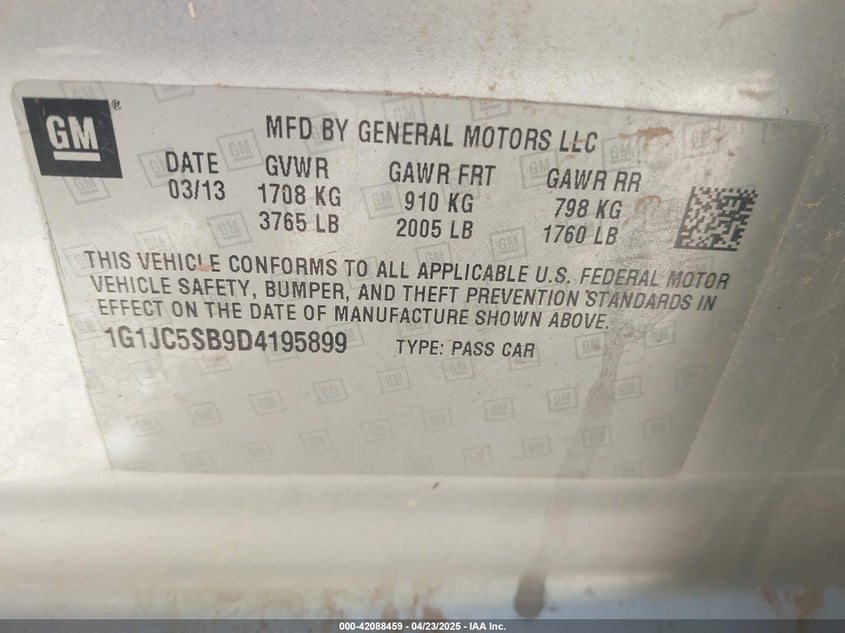 GM®
MFD BY GENERAL MOTORS LLC
DATE GVWR GAWR FRT GAWR RR
03/13 1708 KG 910 KG 798 KG
3765 LB 2005 LB 1760 LB
THIS VEHICLE CONFORMS TO ALL APPLICABLE U.S. FEDERAL MOTOR
VEHICLE SAFETY, BUMPER, AND THEFT PREVENTION STANDARDS IN
EFFECT ON THE DATE OF MANUFACTURE SHOWN ABOVE.
1G1JC5SB9D4195899 TYPE: PASS CAR
000-42088459 - 04/23/2025 - IAA Inc.